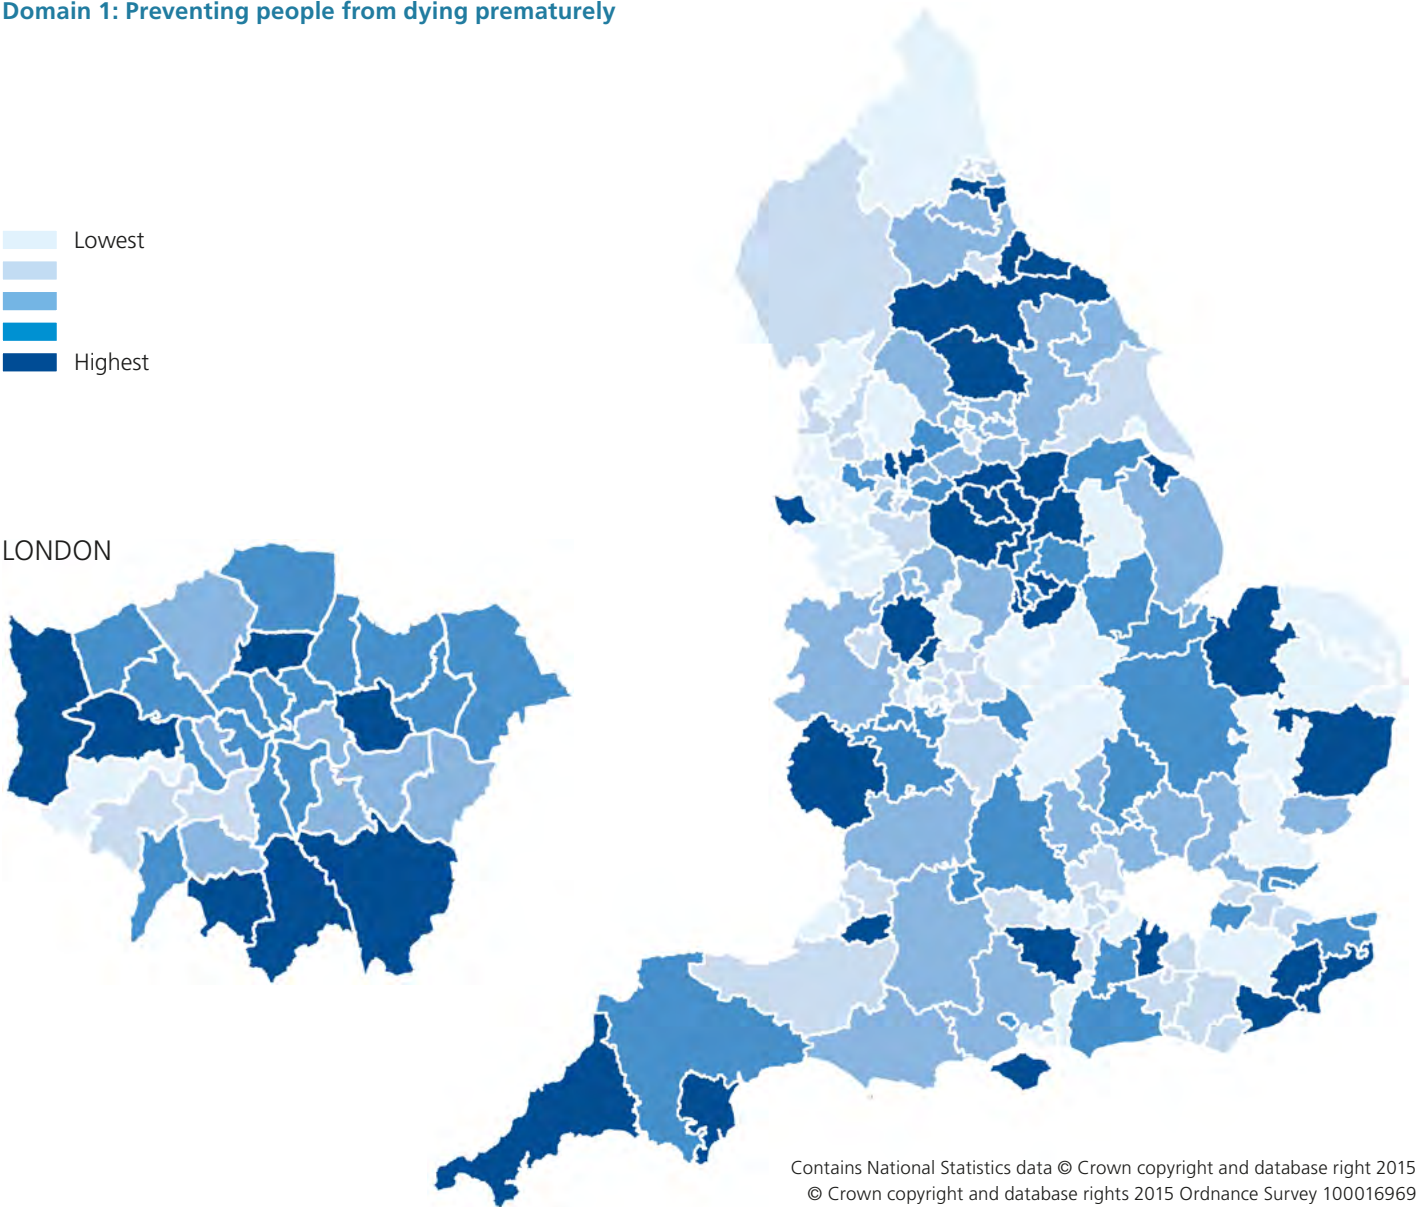 Domain 1: Preventing people from dying prematurely
Lowest
Highest
LONDON
Contains National Statistics data © Crown copyright and database right 2015
© Crown copyright and database rights 2015 Ordnance Survey 100016969